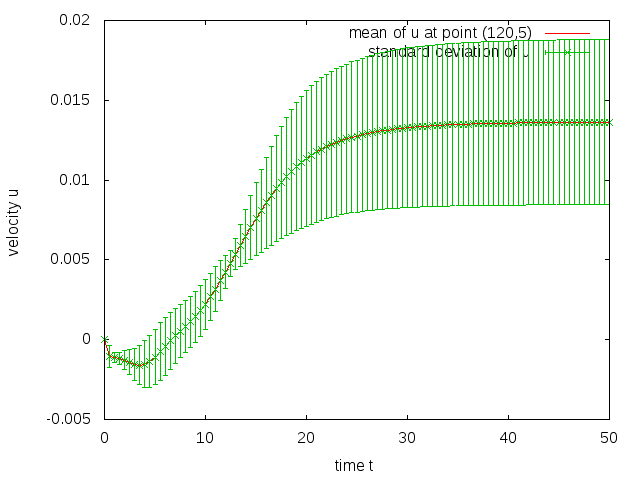 0.02
0.015
0.01
0.005
0
-0.005
velocity u
mean of u at point (120,5)
standard deviation of u
0 10 20 30 40 50
time t